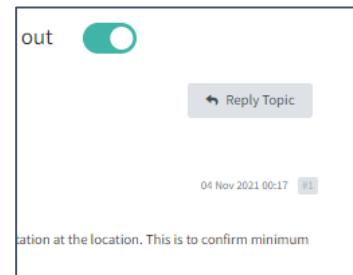 out
Reply Topic
04 Nov 2021 00:17 #1
tation at the location. This is to confirm minimum